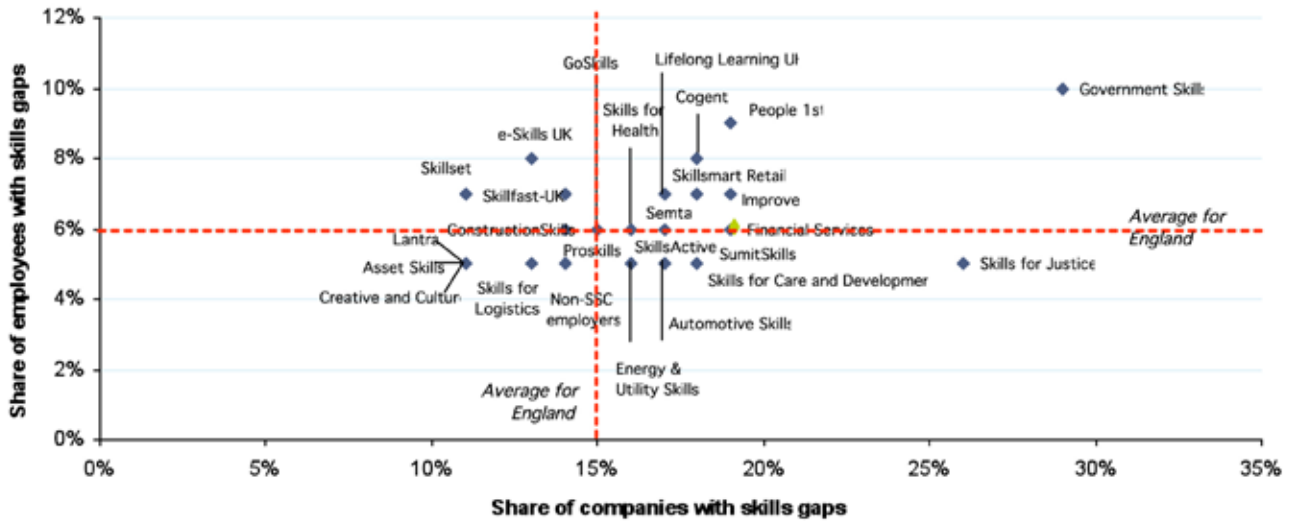 12%
10%
8%
6%
4%
2%
0%
Share of employees with skills gaps
GoSkills
Lifelong Learning UK
Government Skills
Cogent
People 1st
Skills for
Health
e-Skills UK
Skillset
Skillsmart Retail
Skillfast-UK
Improve
Semta
Average for
England
ConstructionSkills
Financial Services
Lantra
Proskills
SkillsActive
SumitSkills
Asset Skills
Skills for Justice
Skills for Care and Developmen
Creative and Cultur
Skills for
Logistics
Non-SSC
employers
Automotive Skills
Energy &
Utility Skills
Average for
England
0%
5%
10%
15%
20%
25%
30%
35%
Share of companies with skills gaps